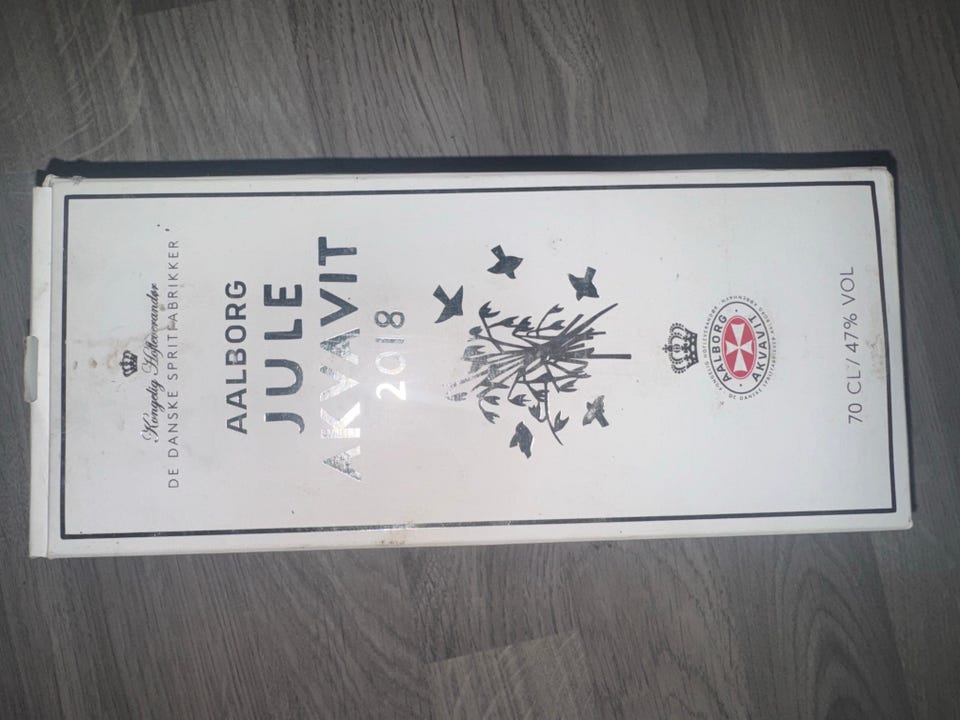 Kongelig Hofleverandør
DE DANSKE SPRITFABRIKKER
AALBORG
JULE
AKVAVIT
2018
AALBORG
AKVAVIT
70 CL / 47% VOL